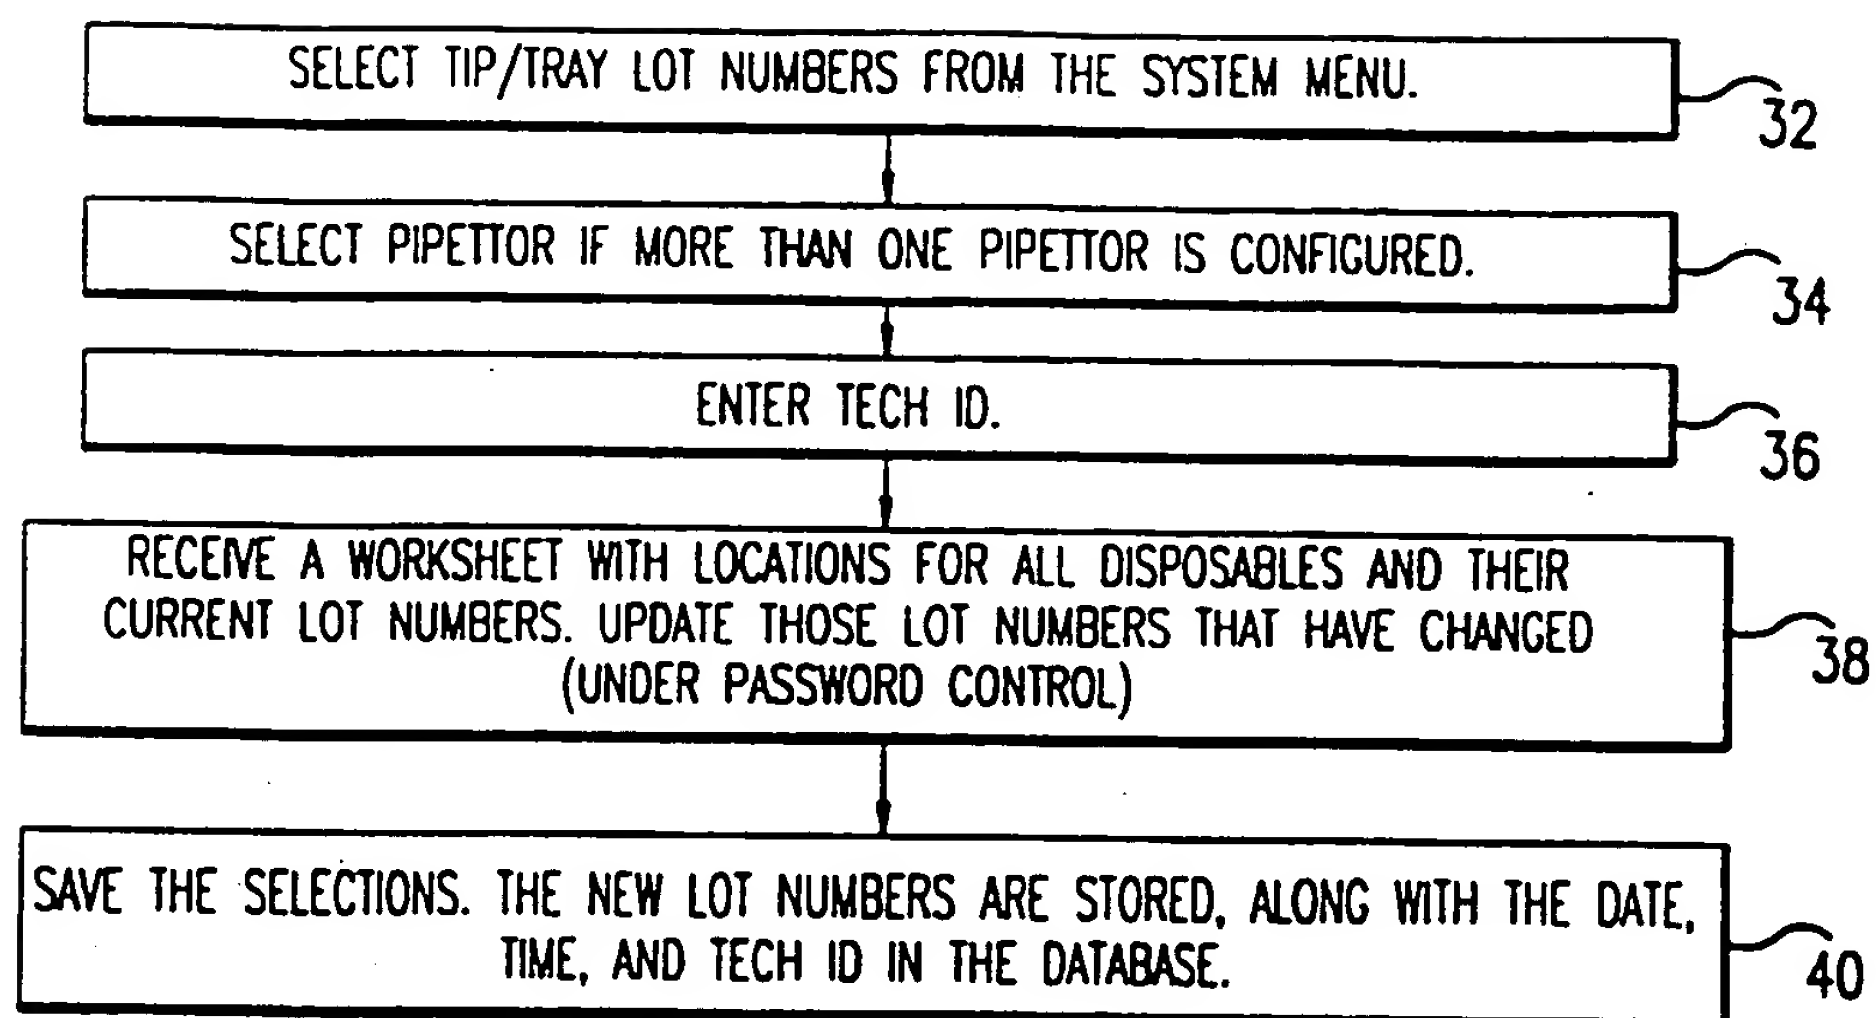 SELECT TIP/TRAY LOT NUMBERS FROM THE SYSTEM MENU.
32
SELECT PIPETTOR IF MORE THAN ONE PIPETTOR IS CONFIGURED.
34
ENTER TECH ID.
36
RECEIVE A WORKSHEET WITH LOCATIONS FOR ALL DISPOSABLES AND THEIR
CURRENT LOT NUMBERS. UPDATE THOSE LOT NUMBERS THAT HAVE CHANGED
(UNDER PASSWORD CONTROL)
38
SAVE THE SELECTIONS. THE NEW LOT NUMBERS ARE STORED, ALONG WITH THE DATE,
TIME, AND TECH ID IN THE DATABASE.
40